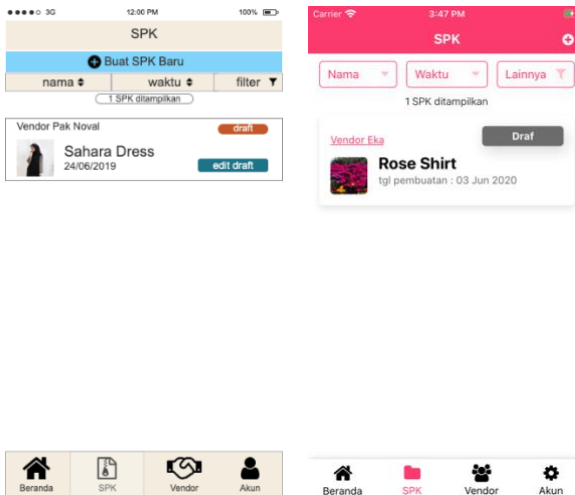 3G 12:00 PM 100%
SPK
Buat SPK Baru
nama waktu filter
1 SPK ditampilkan
Vendor Pak Noval draft
Sahara Dress
24/06/2019 edit draft
Beranda SPK Vendor Akun
Carrier 3:47 PM
SPK
Nama Waktu Lainnya
1 SPK ditampilkan
Vendor Eka Draf
Rose Shirt
tgl pembuatan : 03 Jun 2020
Beranda SPK Vendor Akun